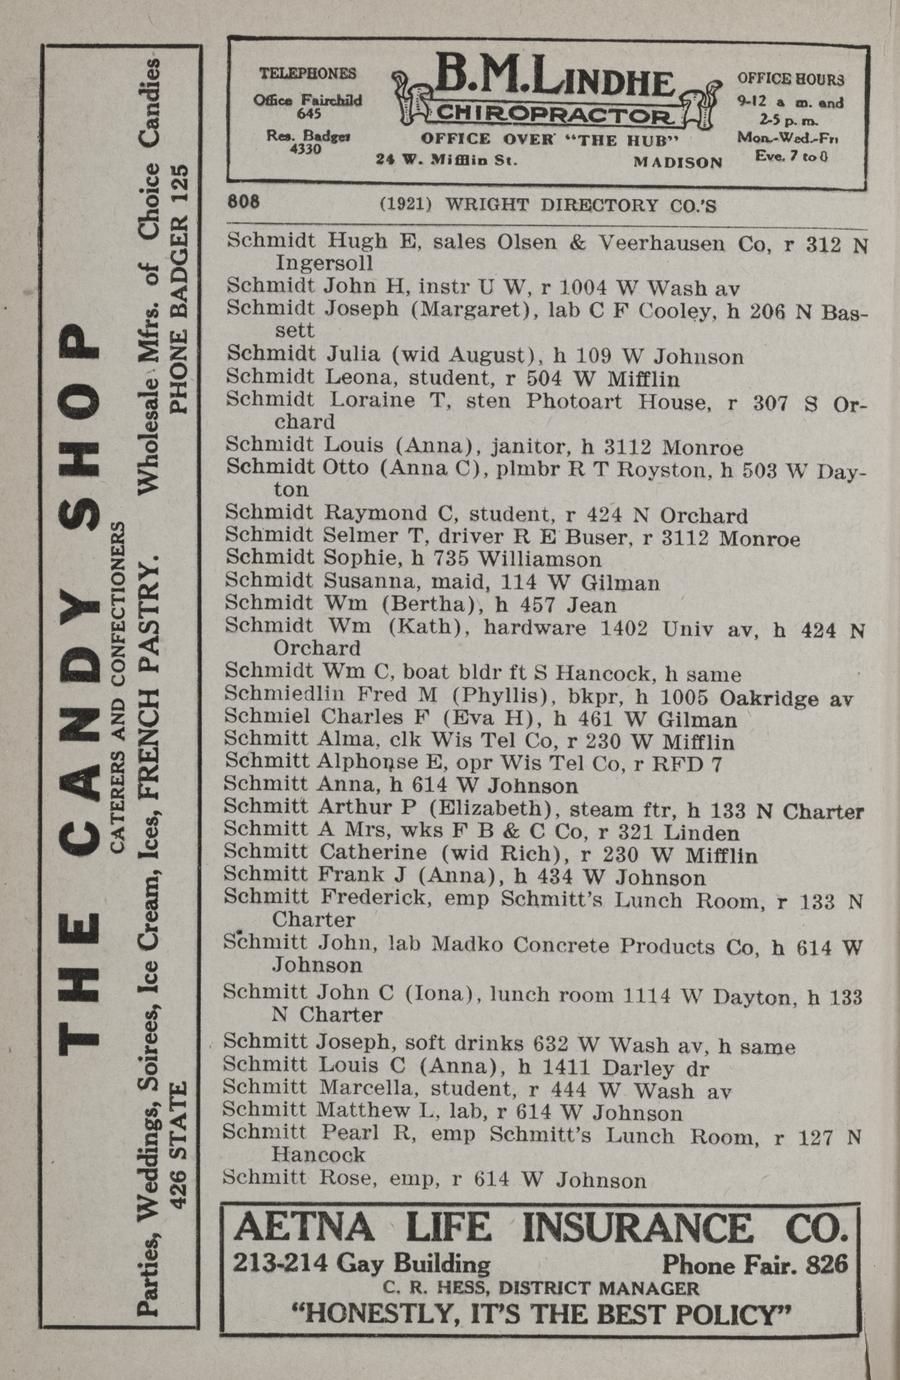 THE CANDY SHOP
CATERERS AND CONFECTIONERS
Parties, Weddings, Soirees, Ice Cream, Ices, FRENCH PASTRY. Wholesale Mfrs. of Choice Candies
426 STATE PHONE BADGER 125
TELEPHONES
Office Fairchild
645
Res. Badger
4330
B.M.LINDHE
CHIROPRACTOR
OFFICE OVER "THE HUB"
24 W. Mifflin St. MADISON
OFFICE HOURS
9-12 a m. and
2-5 p. m.
Mon.-Wed.-Fri
Eve. 7 to 8
808 (1921) WRIGHT DIRECTORY CO.'S
Schmidt Hugh E, sales Olsen & Veerhausen Co, r 312 N
Ingersoll
Schmidt John H, instr U W, r 1004 W Wash av
Schmidt Joseph (Margaret), lab C F Cooley, h 206 N Bas-
sett
Schmidt Julia (wid August), h 109 W Johnson
Schmidt Leona, student, r 504 W Mifflin
Schmidt Loraine T, sten Photoart House, r 307 S Or-
chard
Schmidt Louis (Anna), janitor, h 3112 Monroe
Schmidt Otto (Anna C), plmbr R T Royston, h 503 W Day-
ton
Schmidt Raymond C, student, r 424 N Orchard
Schmidt Selmer T, driver R E Buser, r 3112 Monroe
Schmidt Sophie, h 735 Williamson
Schmidt Susanna, maid, 114 W Gilman
Schmidt Wm (Bertha), h 457 Jean
Schmidt Wm (Kath), hardware 1402 Univ av, h 424 N
Orchard
Schmidt Wm C, boat bldr ft S Hancock, h same
Schmiedlin Fred M (Phyllis), bkpr, h 1005 Oakridge av
Schmiel Charles F (Eva H), h 461 W Gilman
Schmitt Alma, clk Wis Tel Co, r 230 W Mifflin
Schmitt Alphonse E, opr Wis Tel Co, r RFD 7
Schmitt Anna, h 614 W Johnson
Schmitt Arthur P (Elizabeth), steam ftr, h 133 N Charter
Schmitt A Mrs, wks F B & C Co, r 321 Linden
Schmitt Catherine (wid Rich), r 230 W Mifflin
Schmitt Frank J (Anna), h 434 W Johnson
Schmitt Frederick, emp Schmitt's Lunch Room, r 133 N
Charter
Schmitt John, lab Madko Concrete Products Co, h 614 W
Johnson
Schmitt John C (Iona), lunch room 1114 W Dayton, h 133
N Charter
Schmitt Joseph, soft drinks 632 W Wash av, h same
Schmitt Louis C (Anna), h 1411 Darley dr
Schmitt Marcella, student, r 444 W Wash av
Schmitt Matthew L, lab, r 614 W Johnson
Schmitt Pearl R, emp Schmitt's Lunch Room, r 127 N
Hancock
Schmitt Rose, emp, r 614 W Johnson
AETNA LIFE INSURANCE CO.
213-214 Gay Building Phone Fair. 826
C. R. HESS, DISTRICT MANAGER
"HONESTLY, IT'S THE BEST POLICY"